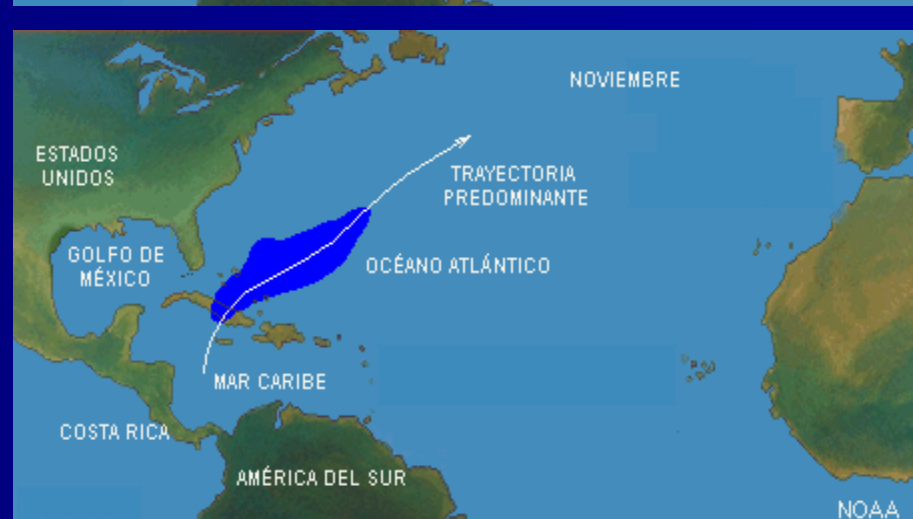 NOVIEMBRE
ESTADOS
UNIDOS
TRAYECTORIA
PREDOMINANTE
GOLFO DE
MÉXICO
OCÉANO ATLÁNTICO
MAR CARIBE
COSTA RICA
AMÉRICA DEL SUR
NOAA